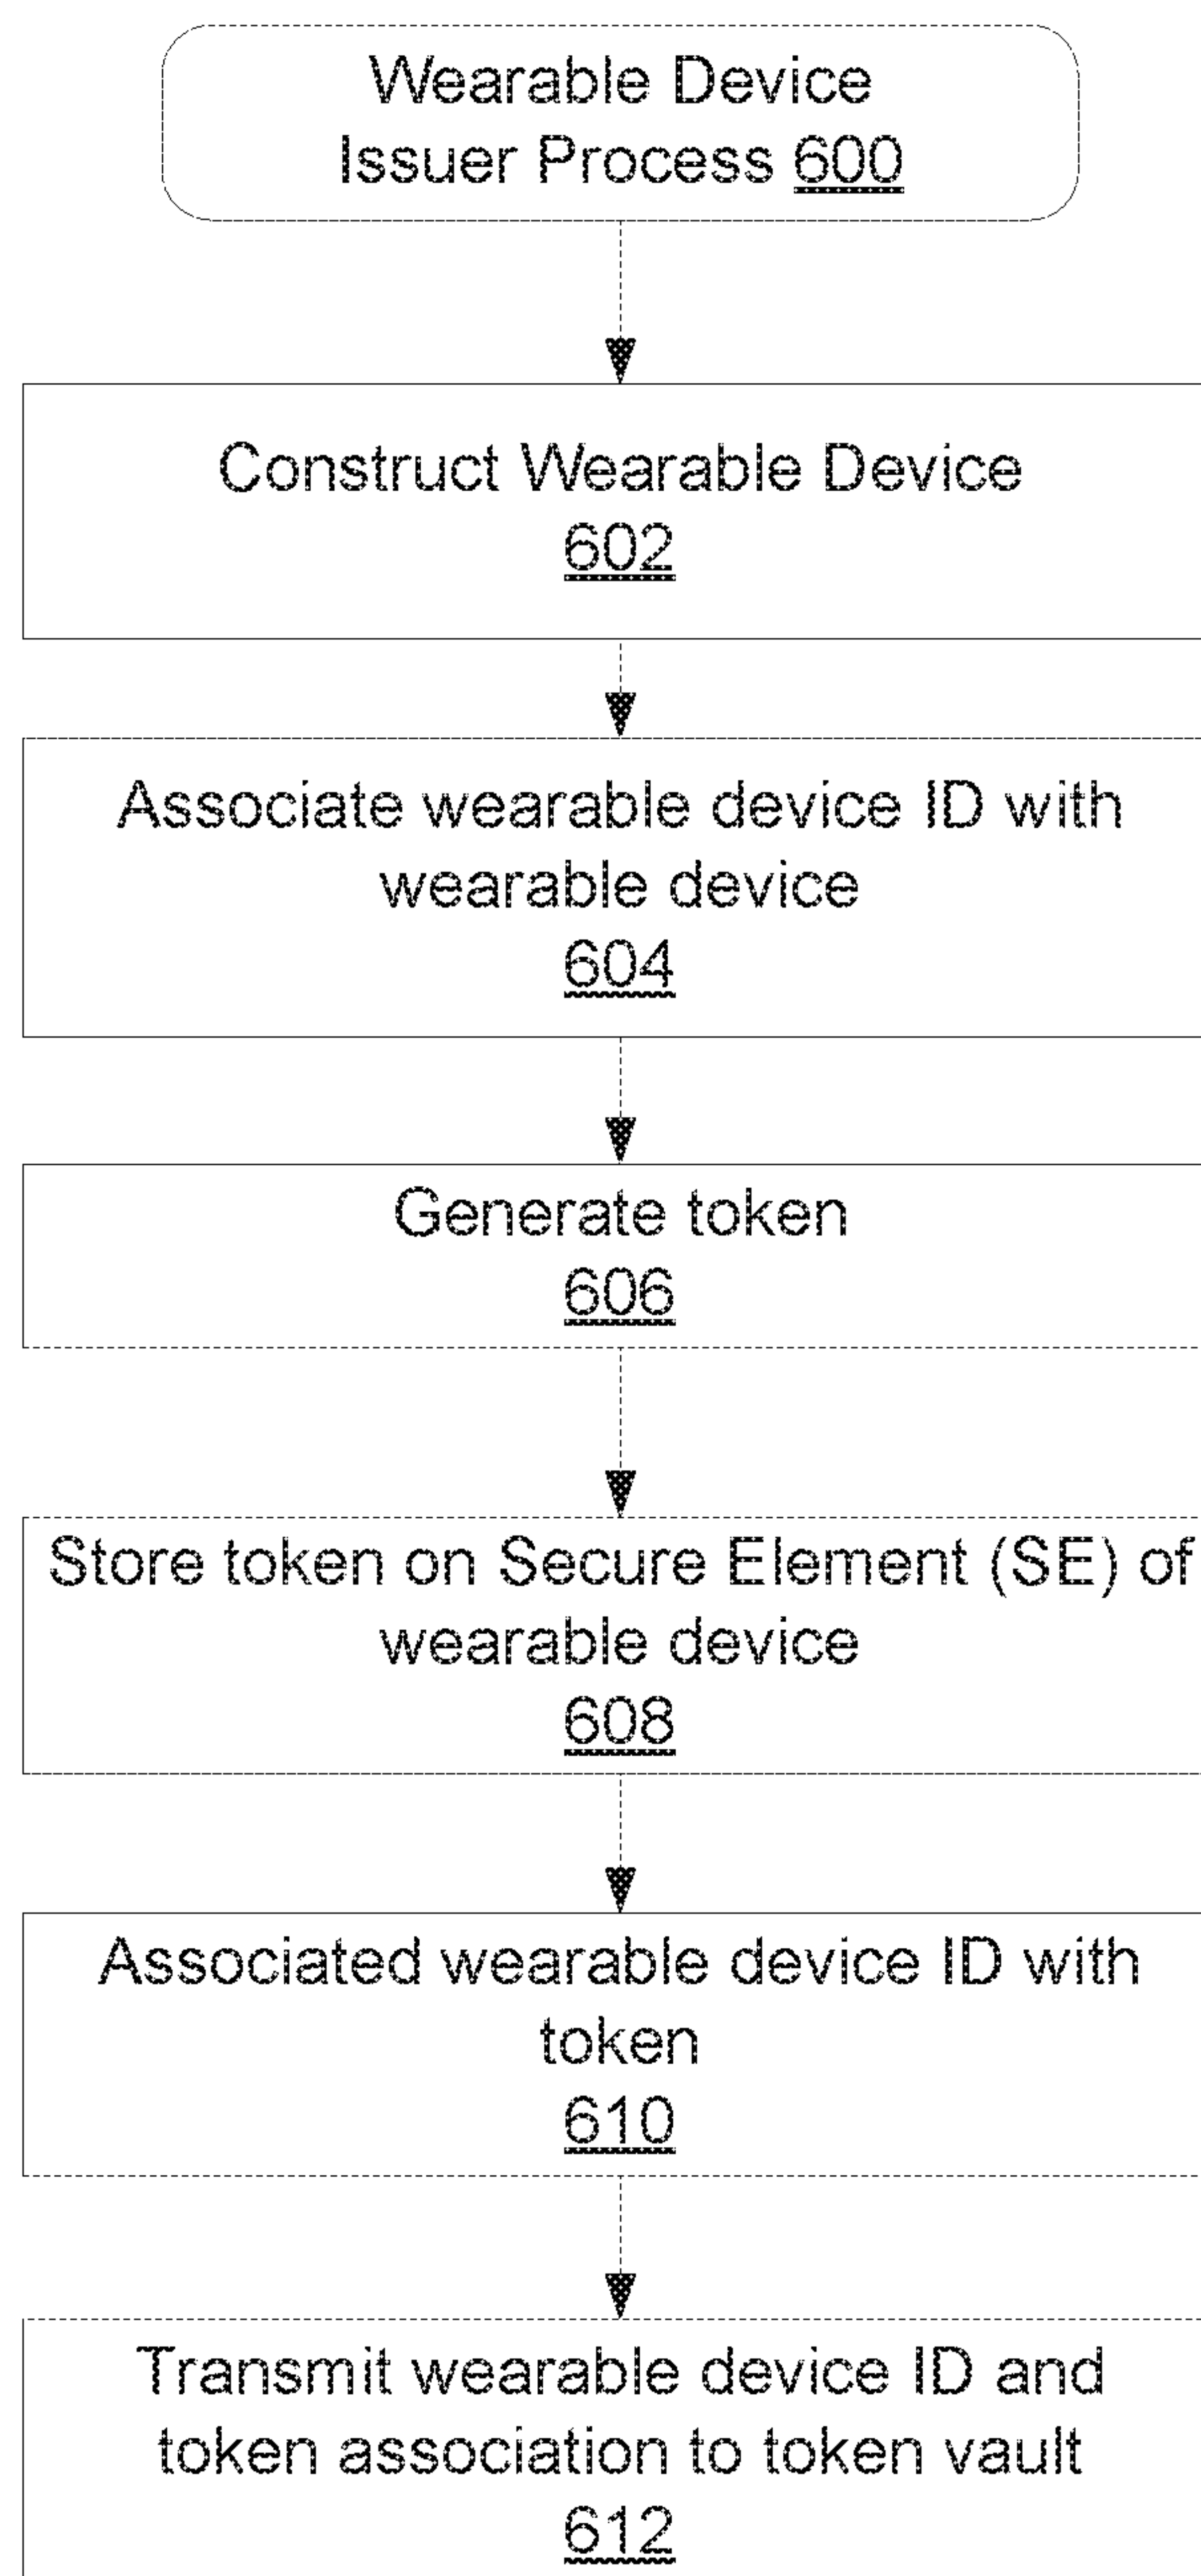 Wearable Device
Issuer Process 600
Construct Wearable Device
602
Associate wearable device ID with
wearable device
604
Generate token
606
Store token on Secure Element (SE) of
wearable device
608
Associated wearable device ID with
token
610
Transmit wearable device ID and
token association to token vault
612